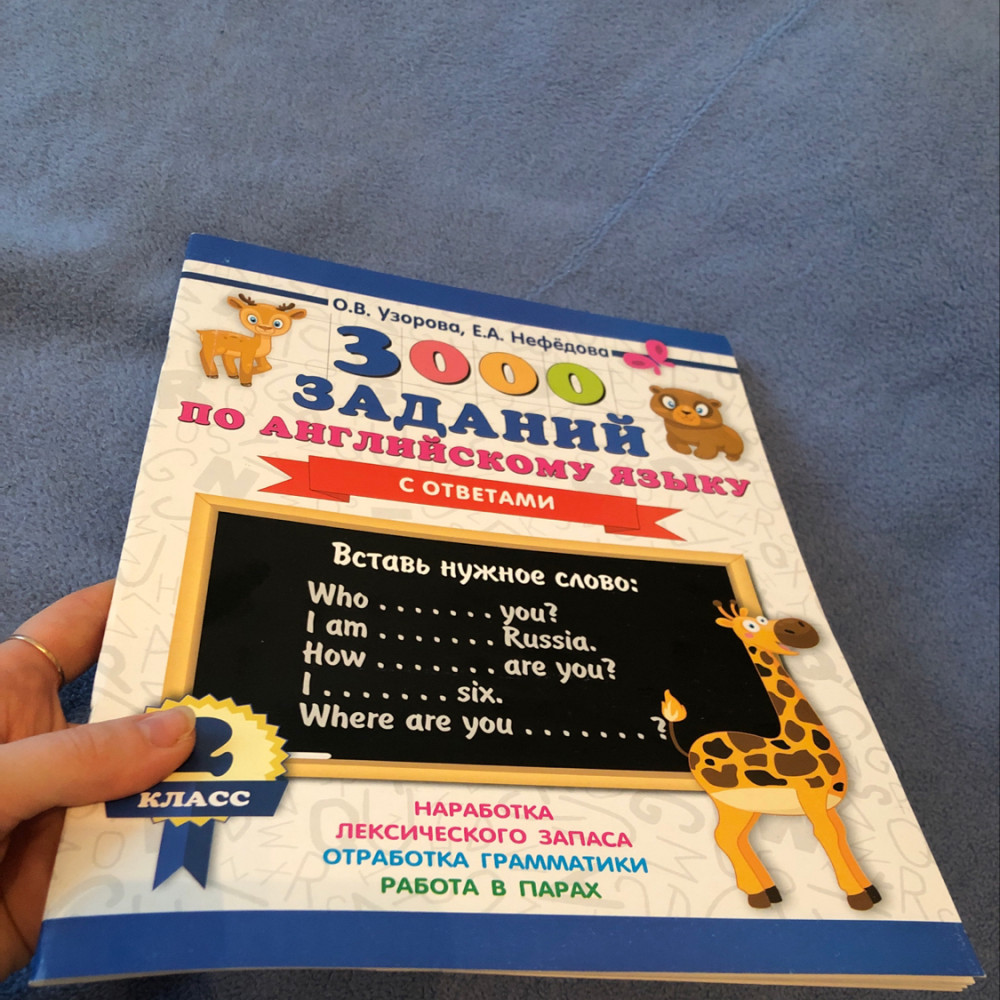 О.В. Узорова, Е.А. Нефёдова
3000
ЗАДАНИЙ
ПО АНГЛИЙСКОМУ ЯЗЫКУ
С ОТВЕТАМИ
Вставь нужное слово:
Who . . . . . . . you?
I am . . . . . . . Russia.
How . . . . . . . are you?
I . . . . . . . six.
Where are you . . . . . . . ?
2
КЛАСС
НАРАБОТКА
ЛЕКСИЧЕСКОГО ЗАПАСА
ОТРАБОТКА ГРАММАТИКИ
РАБОТА В ПАРАХ